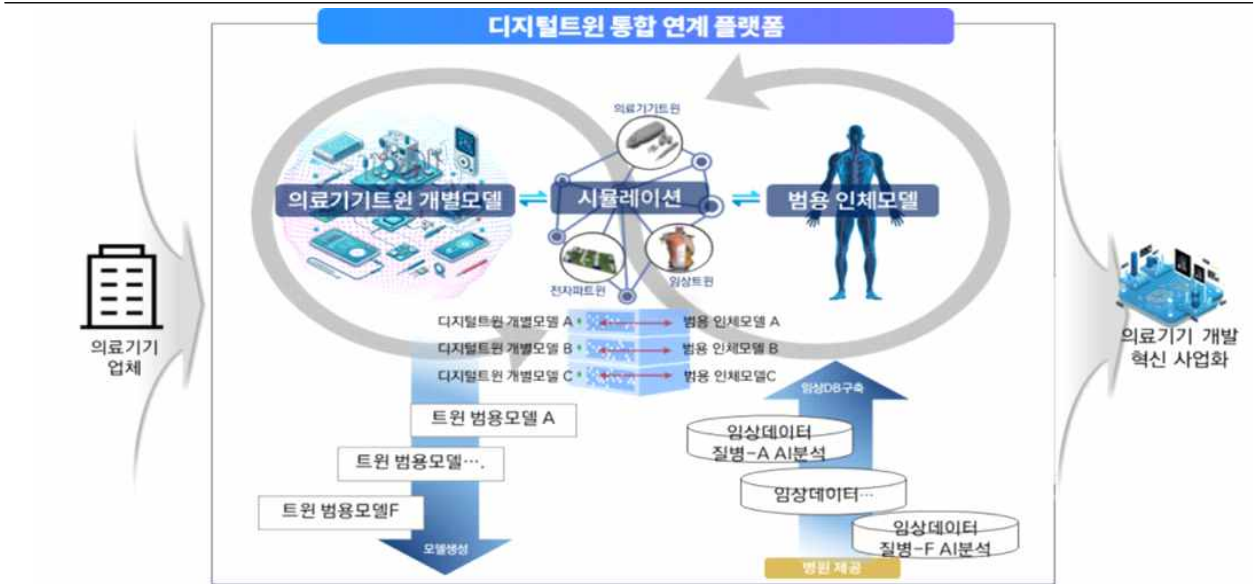 디지털트윈 통합 연계 플랫폼
의료기기트윈
의료기기트윈 개별모델
시뮬레이션
범용 인체모델
전자파트윈
임상트윈
의료기기
업체
의료기기 개발
혁신 사업화
디지털트윈 개별모델 A
범용 인체모델 A
디지털트윈 개별모델 B
범용 인체모델 B
디지털트윈 개별모델 C
범용 인체모델C
트윈 범용모델 A
트윈 범용모델….
트윈 범용모델F
모델생성
임상DB구축
임상데이터
질병-A AI분석
임상데이터…
임상데이터
질병-F AI분석
병원 제공